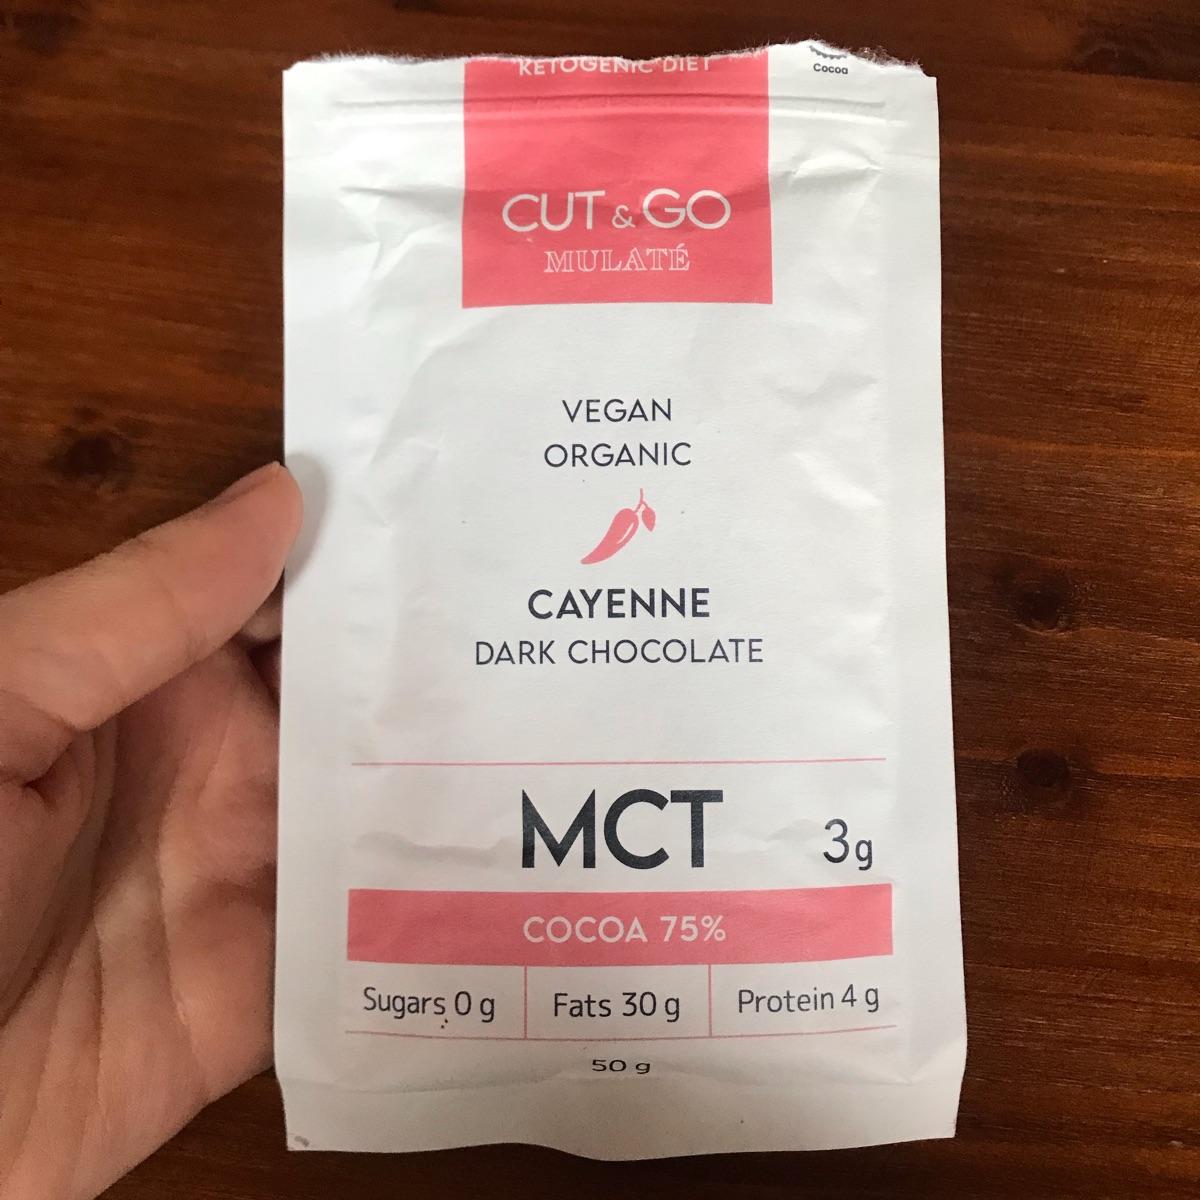 KETOGENIC DIET
Cocoa
CUT & GO
MULATÉ
VEGAN
ORGANIC
CAYENNE
DARK CHOCOLATE
MCT 3g
COCOA 75%
Sugars 0 g Fats 30 g Protein 4 g
50 g